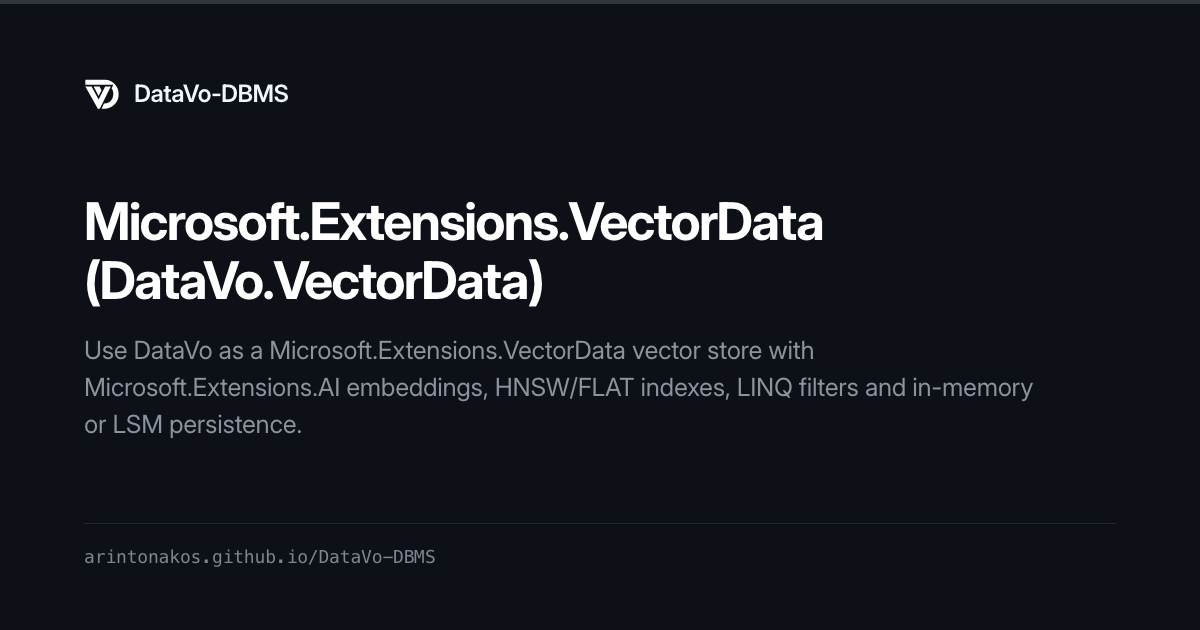 DataVo-DBMS
Microsoft.Extensions.VectorData
(DataVo.VectorData)
Use DataVo as a Microsoft.Extensions.VectorData vector store with
Microsoft.Extensions.AI embeddings, HNSW/FLAT indexes, LINQ filters and in-memory
or LSM persistence.
arintonakos.github.io/DataVo-DBMS